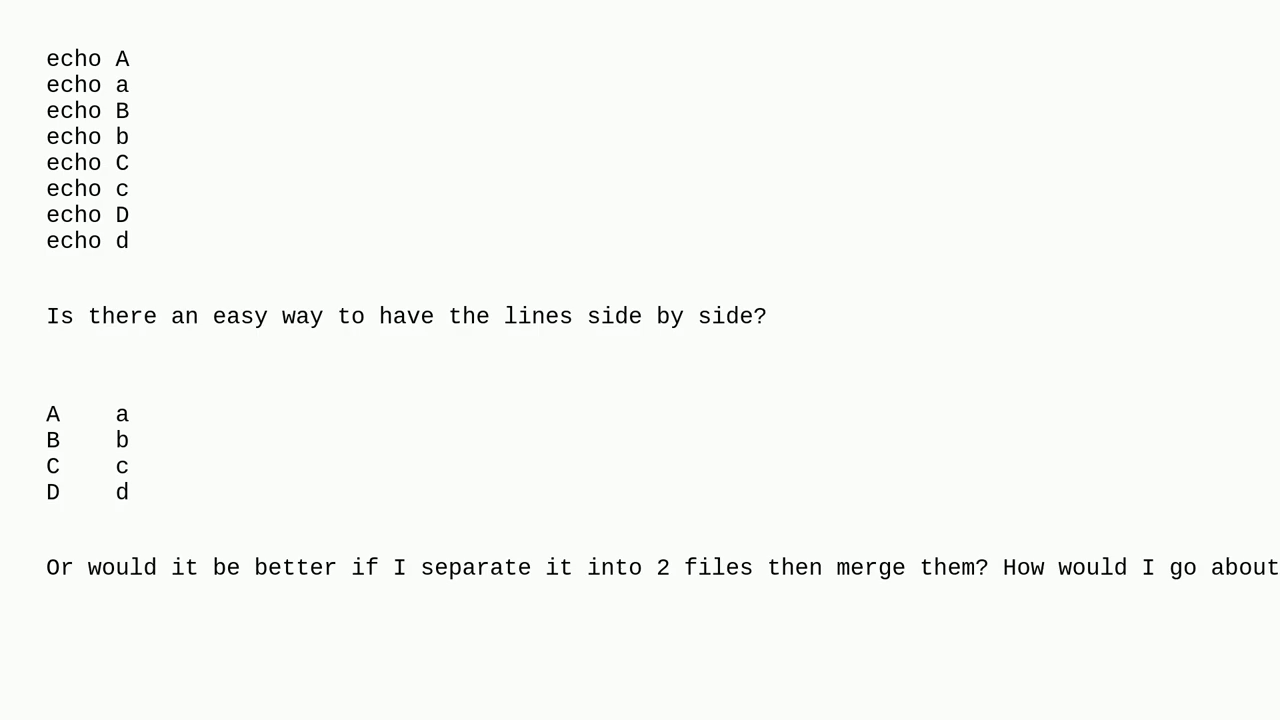 echo A
echo a
echo B
echo b
echo C
echo c
echo D
echo d
Is there an easy way to have the lines side by side?
A    a
B    b
C    c
D    d
Or would it be better if I separate it into 2 files then merge them? How would I go about